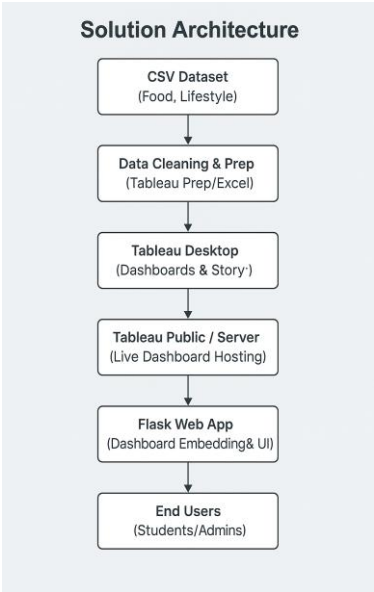 Solution Architecture
CSV Dataset
(Food, Lifestyle)
Data Cleaning & Prep
(Tableau Prep/Excel)
Tableau Desktop
(Dashboards & Story·)
Tableau Public / Server
(Live Dashboard Hosting)
Flask Web App
(Dashboard Embedding& UI)
End Users
(Students/Admins)